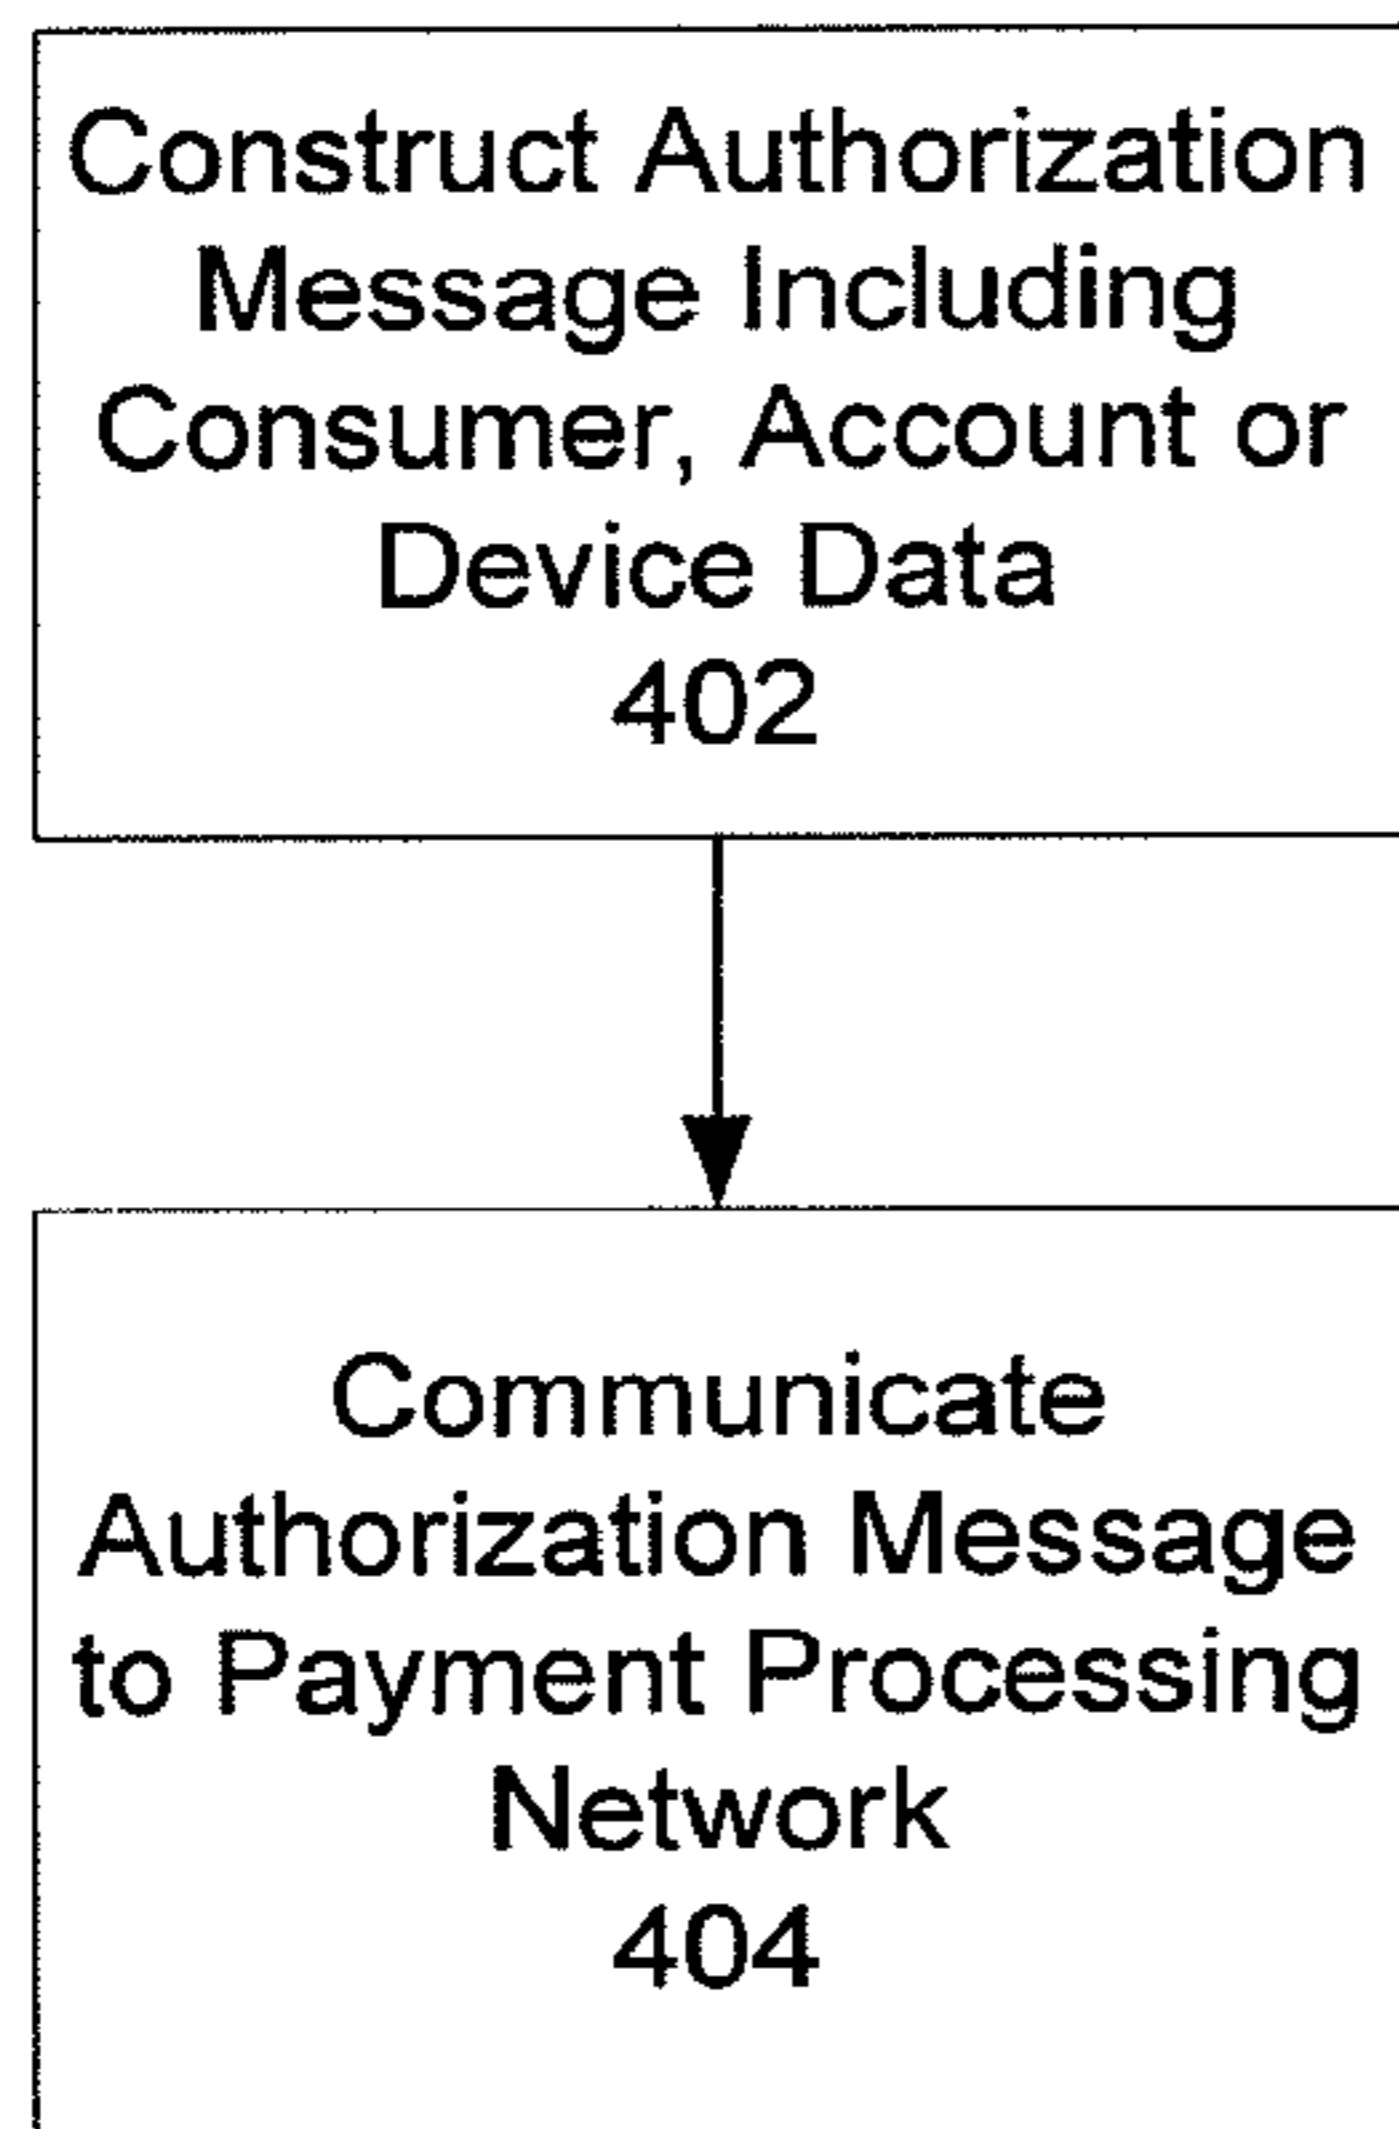 Construct Authorization
Message Including
Consumer, Account or
Device Data
402
Communicate
Authorization Message
to Payment Processing
Network
404